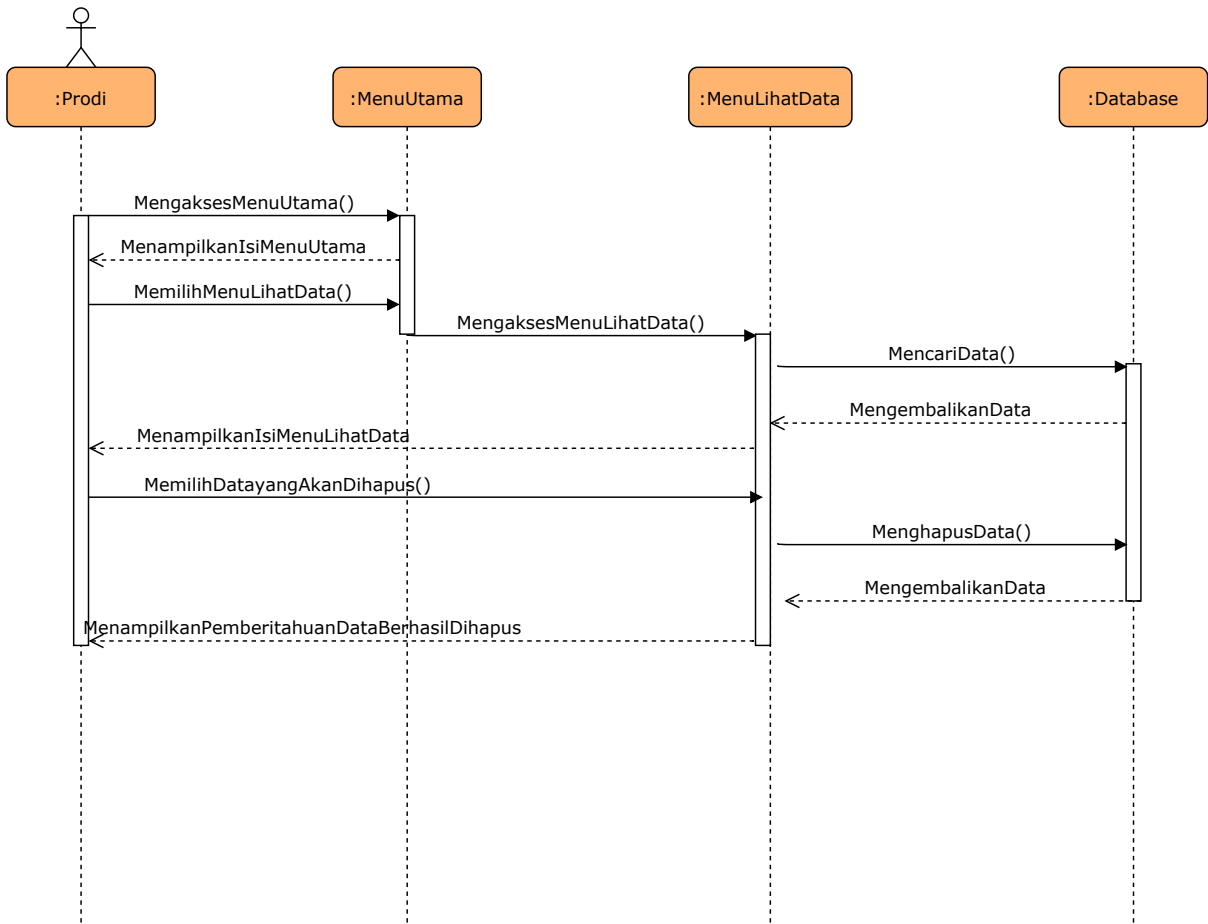 :Prodi
:MenuUtama
:MenuLihatData
:Database
MengaksesMenuUtama()
MenampilkanIsiMenuUtama
MemilihMenuLihatData()
MengaksesMenuLihatData()
MencariData()
MengembalikanData
MenampilkanIsiMenuLihatData
MemilihDatayangAkanDihapus()
MenghapusData()
MengembalikanData
MenampilkanPemberitahuanDataBerhasilDihapus